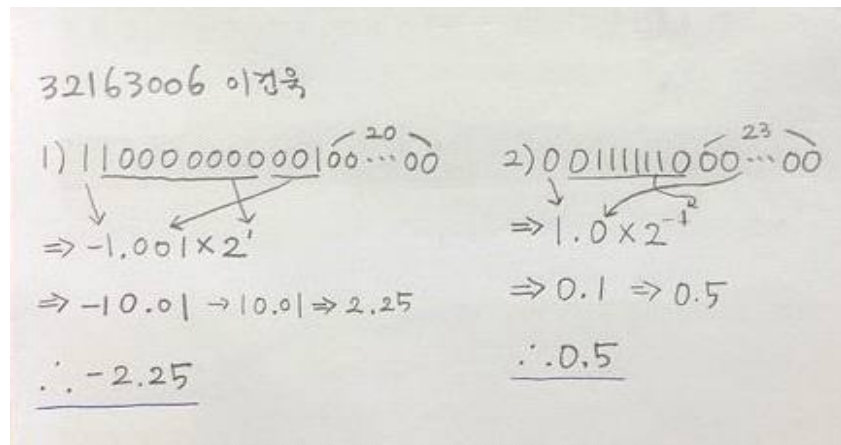 32163006 이건욱
1) 1 10000000 001 00···00 20
⇒ -1.001×2¹
⇒ -10.01 → 10.01 ⇒ 2.25
∴ -2.25
2) 0 01111110 00···00 23
⇒ 1.0×2⁻¹
⇒ 0.1 ⇒ 0.5
∴ 0.5